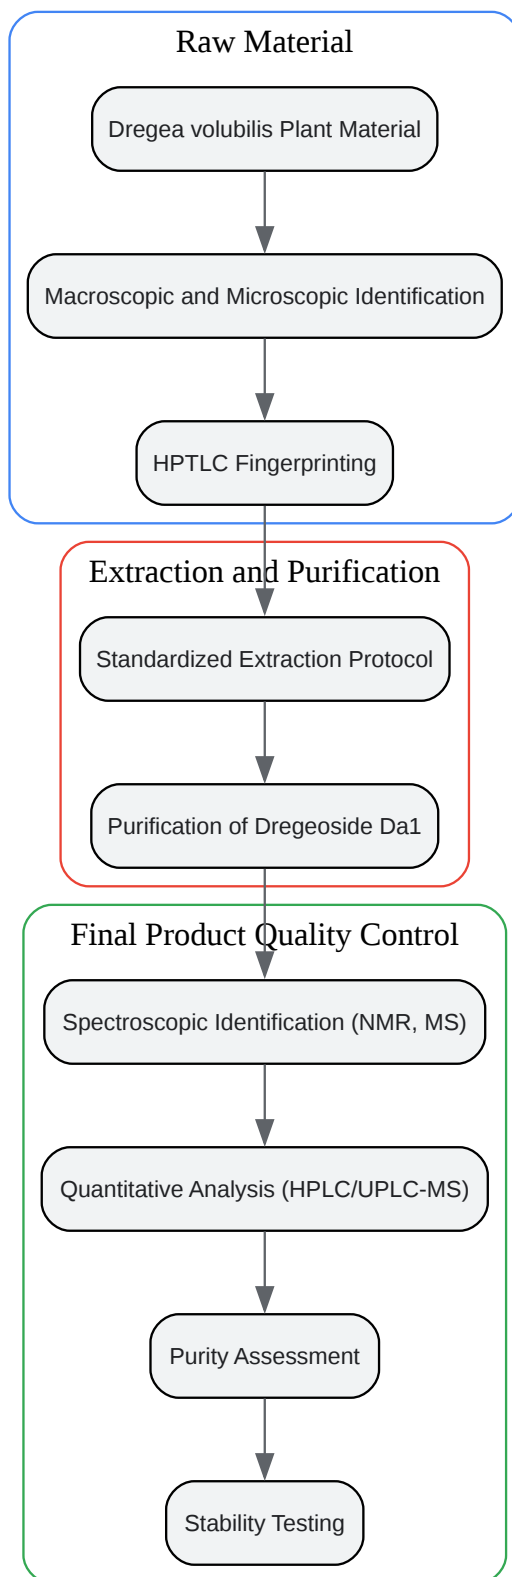 Raw Material
Dregea volubilis Plant Material
Macroscopic and Microscopic Identification
HPTLC Fingerprinting
Extraction and Purification
Standardized Extraction Protocol
Purification of Dregeoside Da1
Final Product Quality Control
Spectroscopic Identification (NMR, MS)
Quantitative Analysis (HPLC/UPLC-MS)
Purity Assessment
Stability Testing